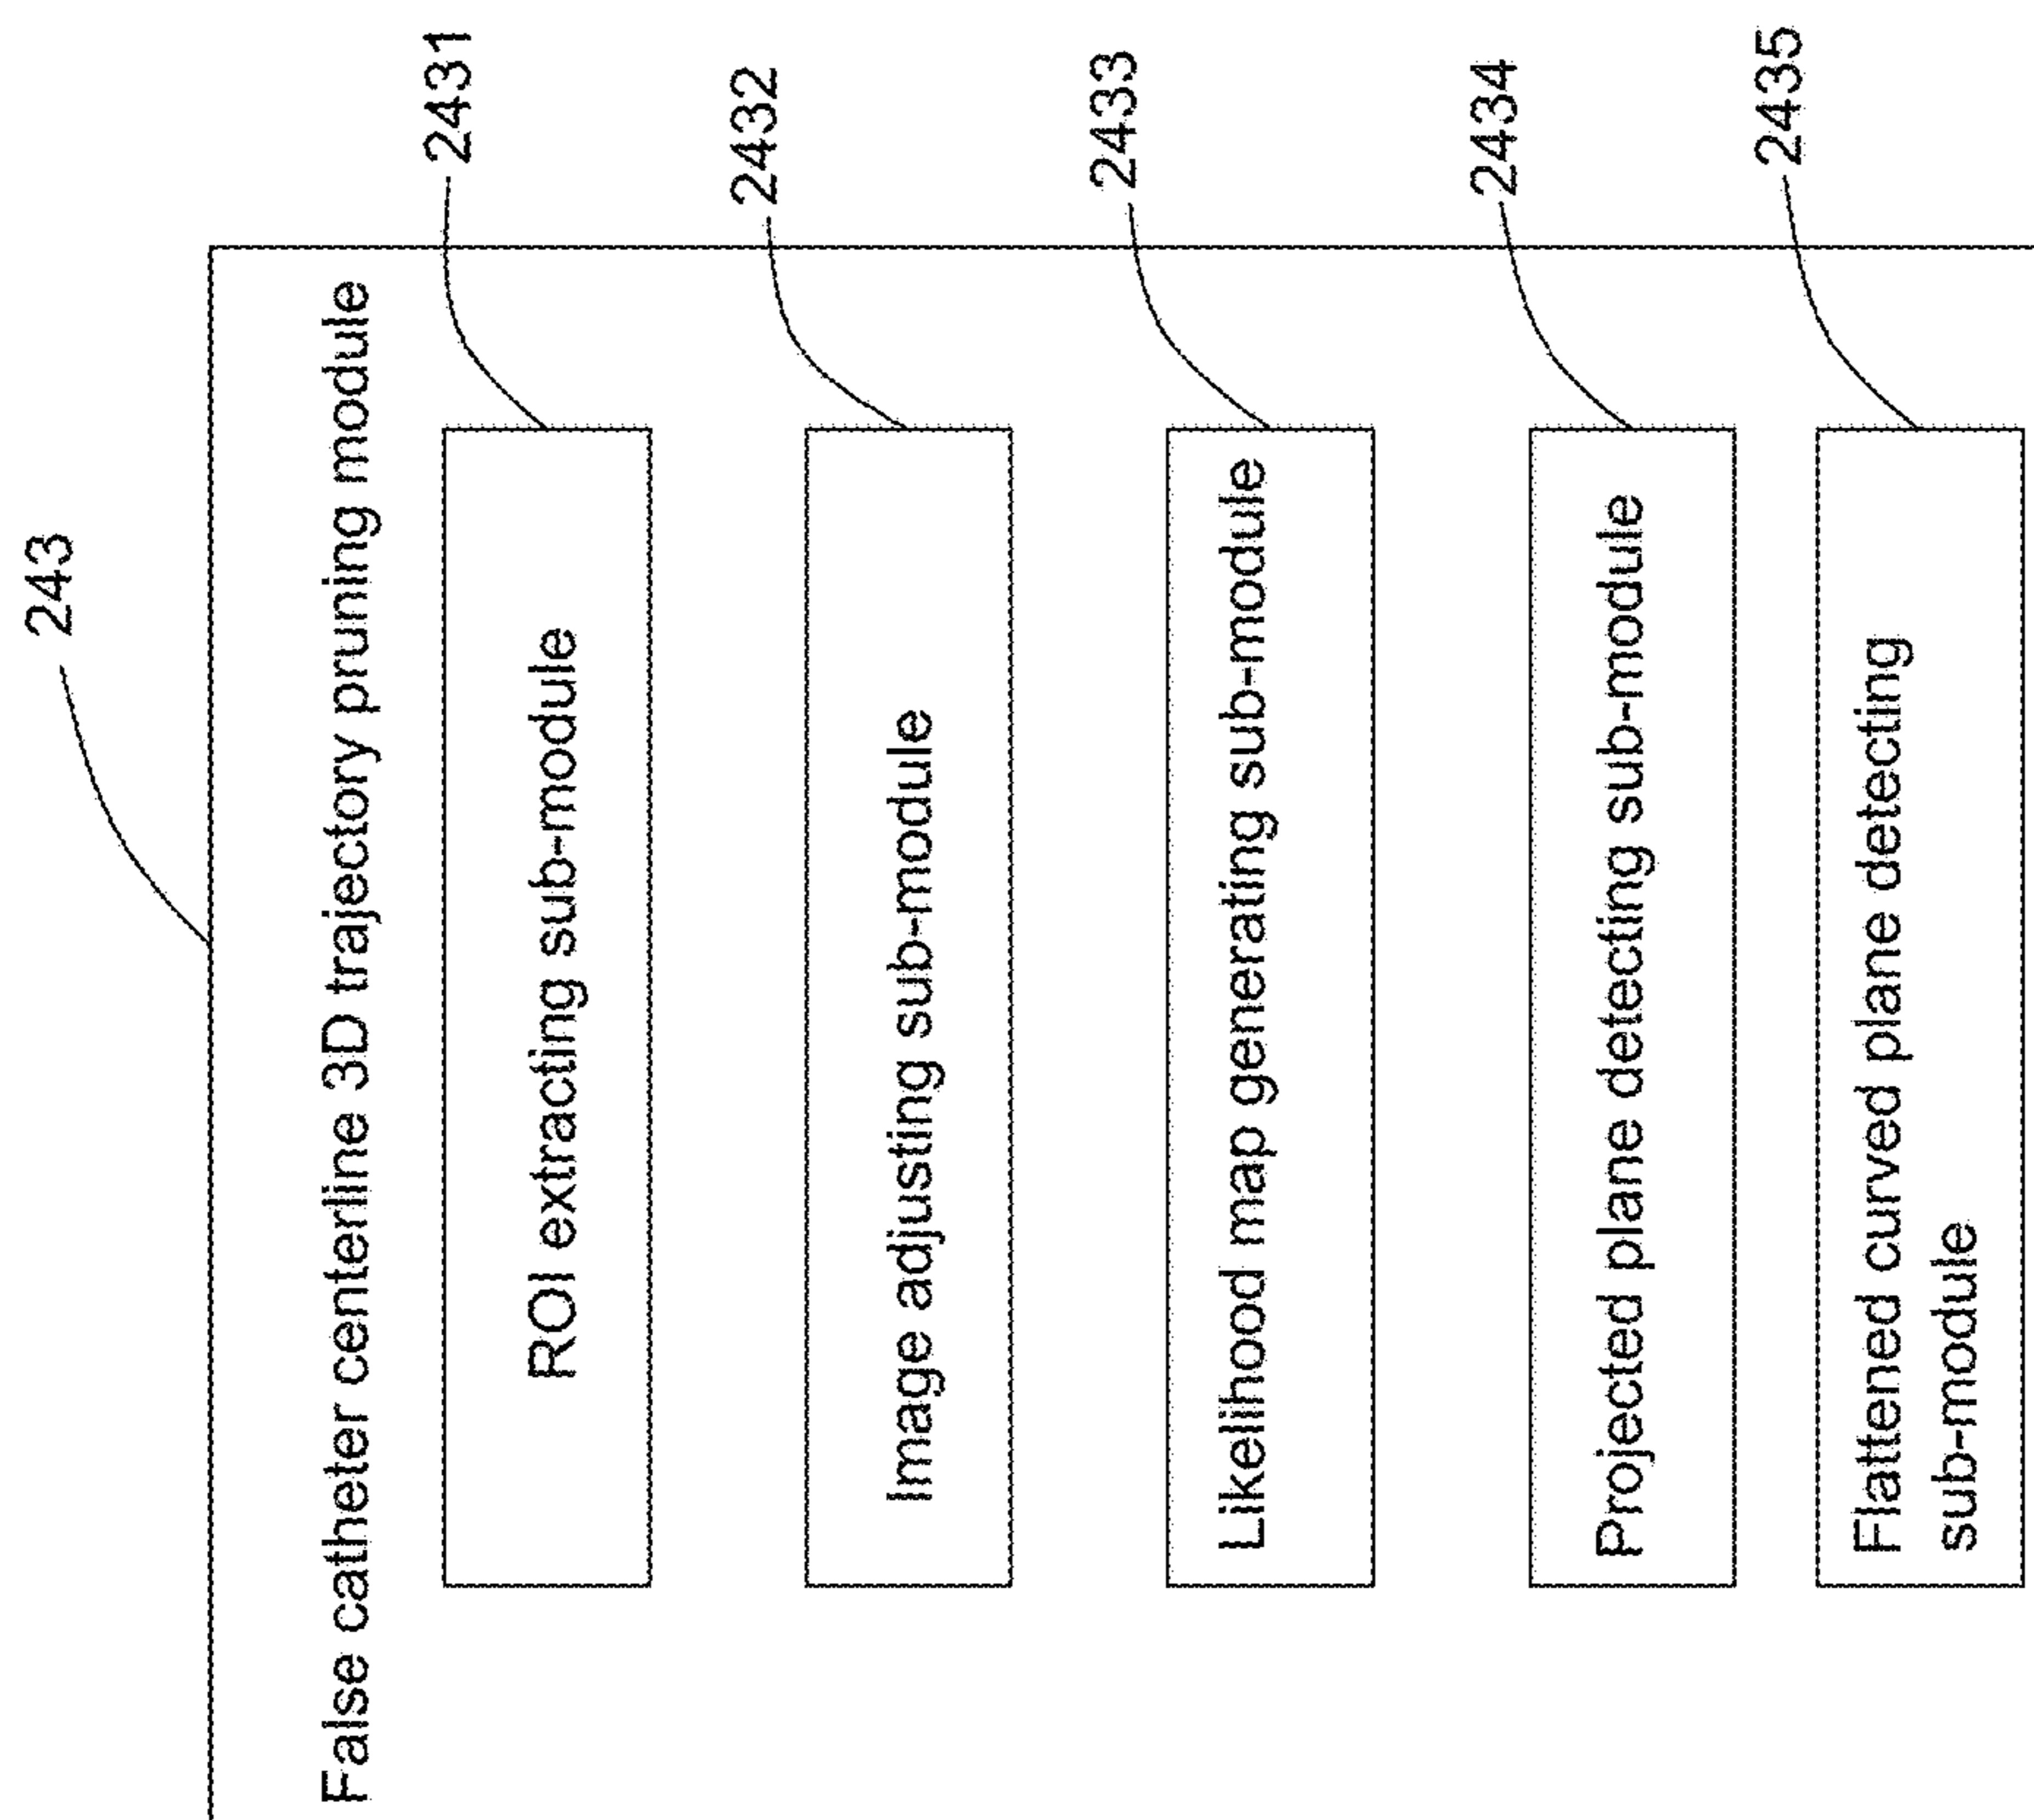 243
False catheter centerline 3D trajectory pruning module
2431
ROI extracting sub-module
2432
Image adjusting sub-module
2433
Likelihood map generating sub-module
2434
Projected plane detecting sub-module
2435
Flattened curved plane detecting
sub-module